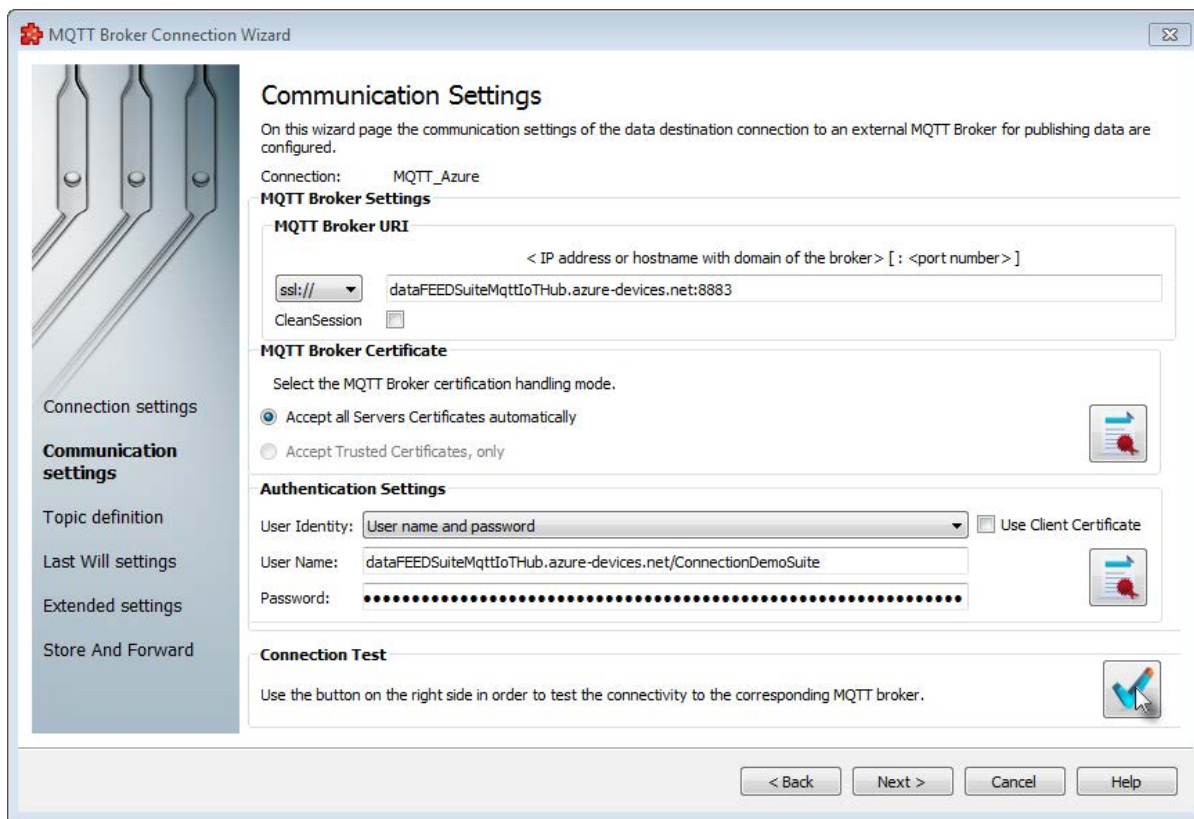 MQTT Broker Connection Wizard
Communication Settings
On this wizard page the communication settings of the data destination connection to an external MQTT Broker for publishing data are
configured.
Connection: MQTT_Azure
MQTT Broker Settings
MQTT Broker URI
< IP address or hostname with domain of the broker> [ : <port number> ]
ssl:// dataFEEDSuiteMqttIoTHub.azure-devices.net:8883
CleanSession
MQTT Broker Certificate
Select the MQTT Broker certification handling mode.
Accept all Servers Certificates automatically
Accept Trusted Certificates, only
Authentication Settings
User Identity: User name and password Use Client Certificate
User Name: dataFEEDSuiteMqttIoTHub.azure-devices.net/ConnectionDemoSuite
Password:
Connection Test
Use the button on the right side in order to test the connectivity to the corresponding MQTT broker.
Connection settings
Communication
settings
Topic definition
Last Will settings
Extended settings
Store And Forward
< Back Next > Cancel Help